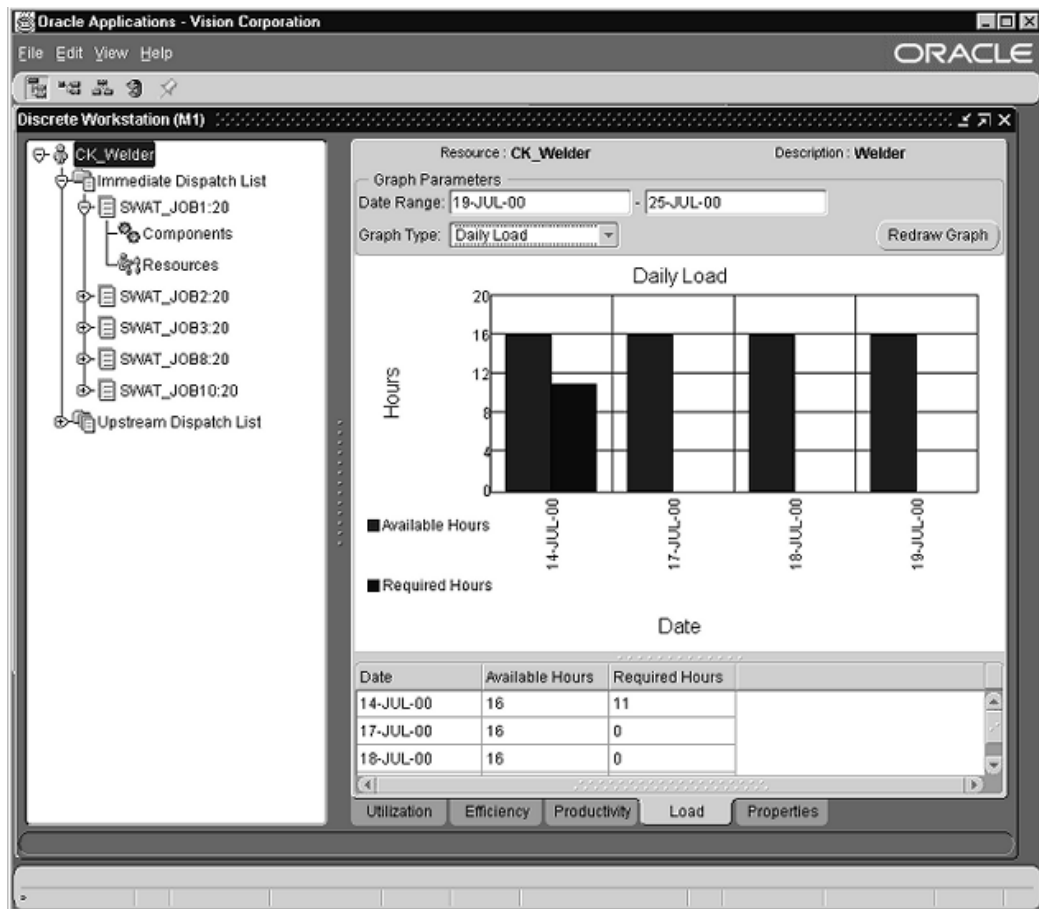 Oracle Applications - Vision Corporation
File Edit View Help
ORACLE
Discrete Workstation (M1)
CK_Welder
Immediate Dispatch List
SWAT_JOB1:20
Components
Resources
SWAT_JOB2:20
SWAT_JOB3:20
SWAT_JOB8:20
SWAT_JOB10:20
Upstream Dispatch List
Resource : CK_Welder Description : Welder
Graph Parameters
Date Range: 19-JUL-00 - 25-JUL-00
Graph Type: Daily Load Redraw Graph
Daily Load
20
16
12
8
4
0
Hours
14-JUL-00 17-JUL-00 18-JUL-00 19-JUL-00
Available Hours
Required Hours
Date
Date Available Hours Required Hours
14-JUL-00 16 11
17-JUL-00 16 0
18-JUL-00 16 0
Utilization Efficiency Productivity Load Properties